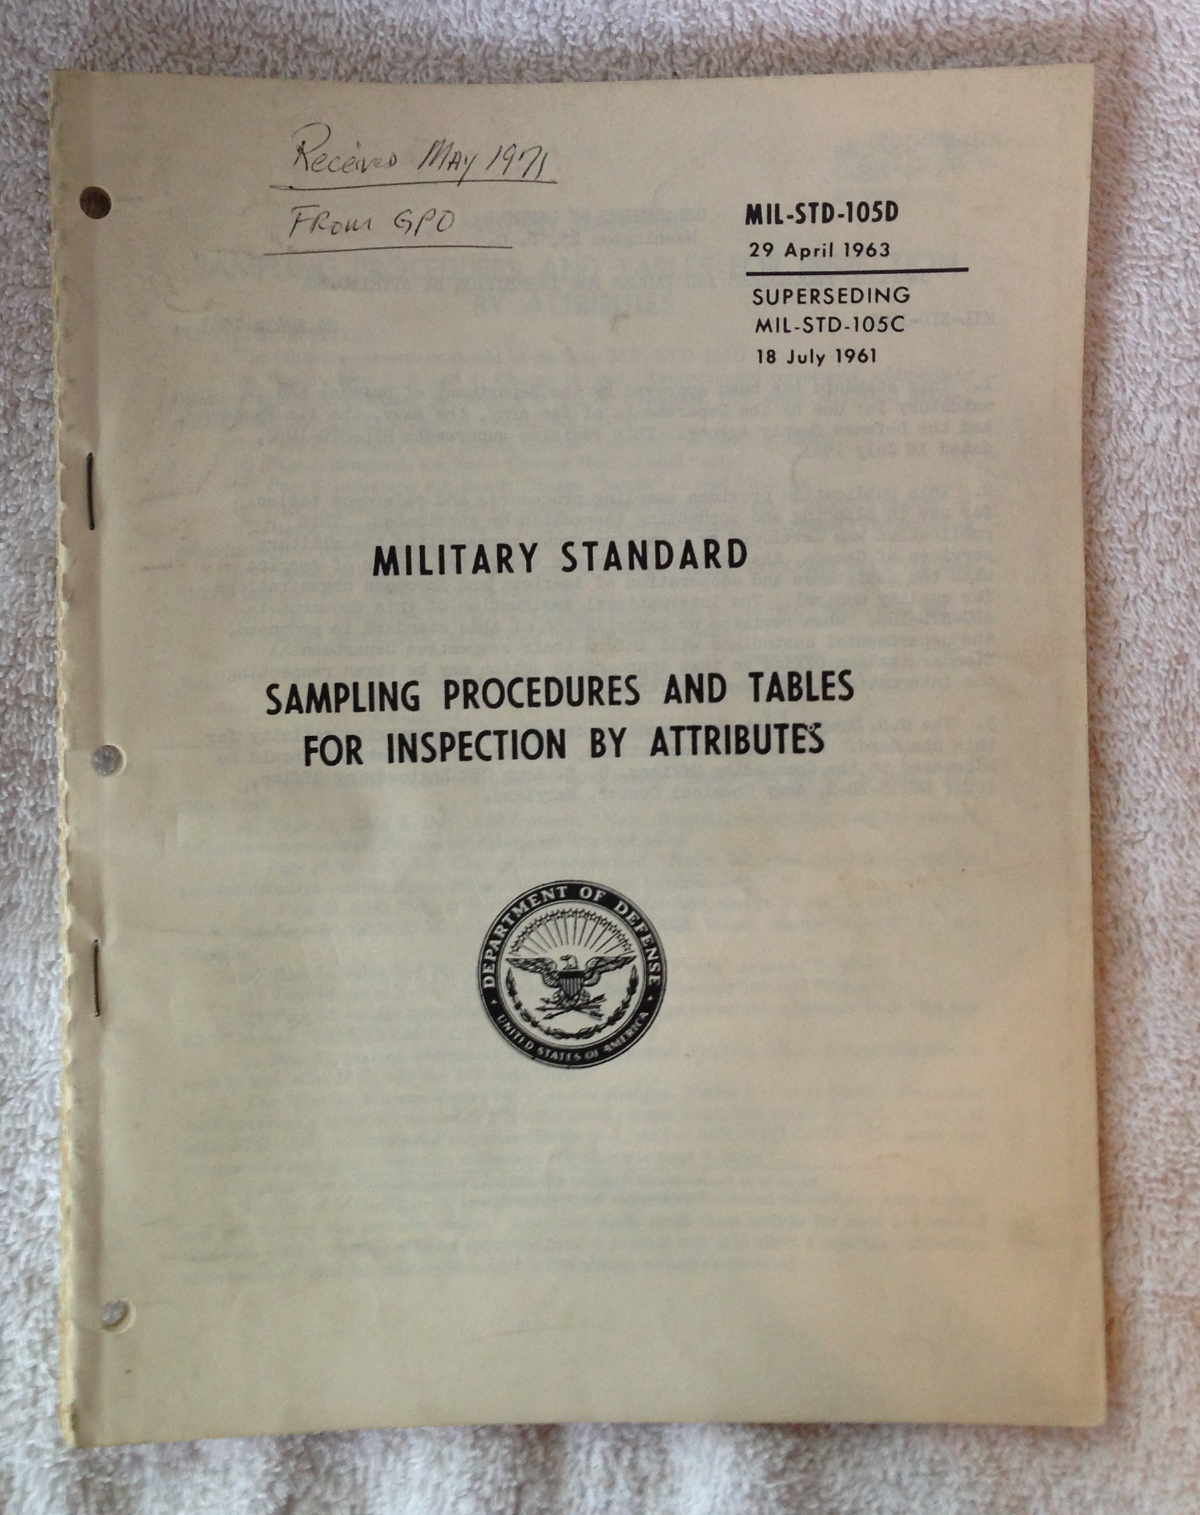 Received May 1971
From GPO
MIL-STD-105D
29 April 1963
SUPERSEDING
MIL-STD-105C
18 July 1961
MILITARY STANDARD
SAMPLING PROCEDURES AND TABLES
FOR INSPECTION BY ATTRIBUTES
DEPARTMENT OF DEFENSE
UNITED STATES OF AMERICA